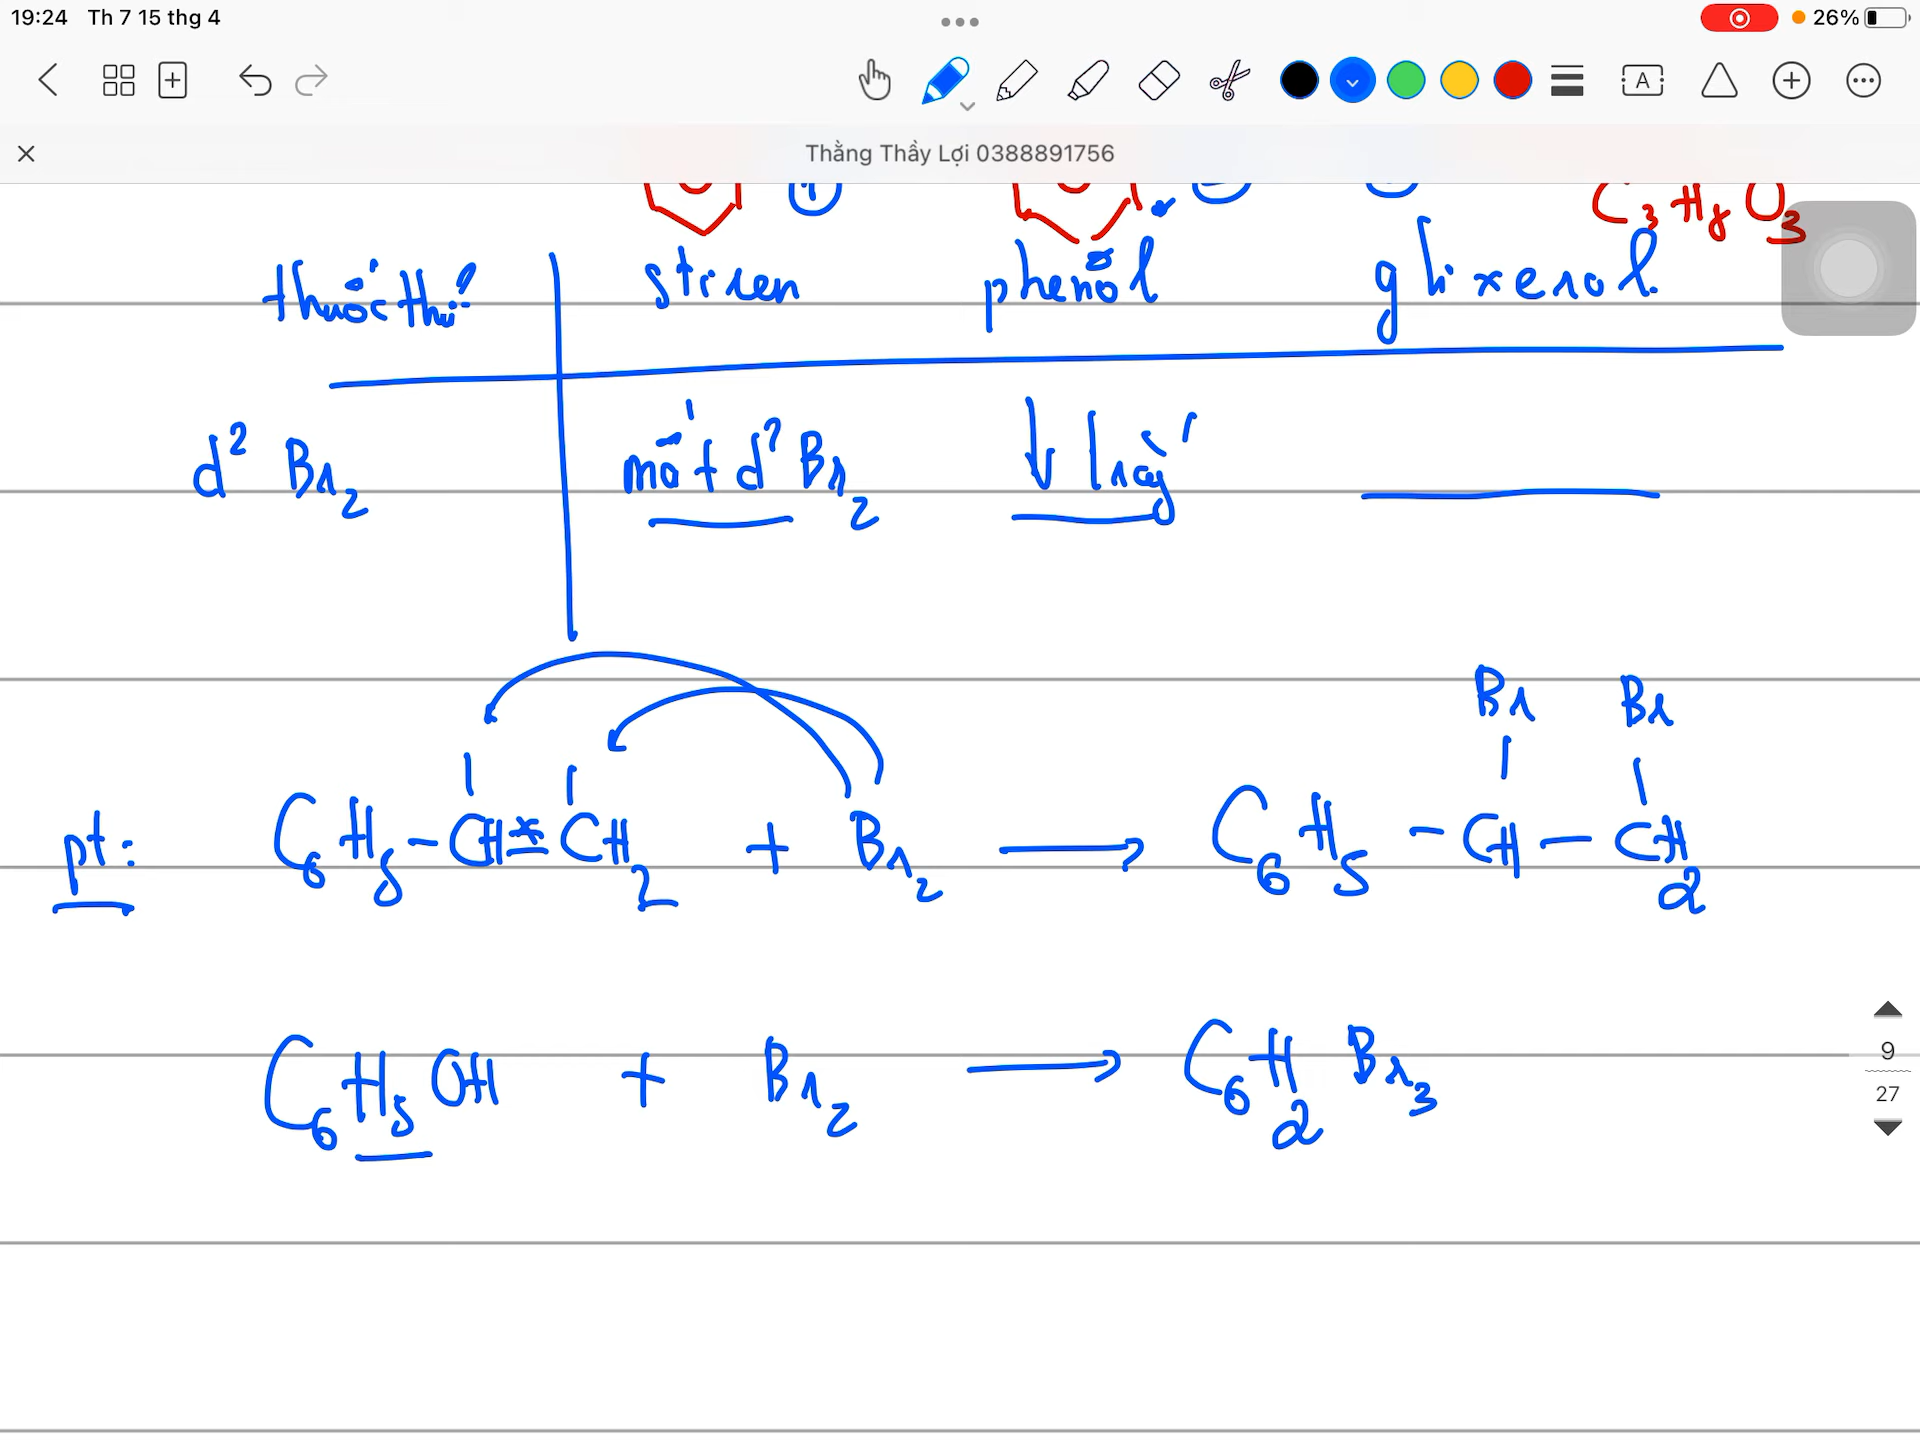 19:24 Th 7 15 thg 4 26%
A
Thằng Thầy Lợi 0388891756
C3H8O3
thuốc thử stiren phenol glixerol
d² Br2 mất d² Br2 ↓ trắng
Br Br
pt: C6H5-CH=CH2 + Br2 → C6H5-CH-CH2
C6H5OH + Br2 → C6H2Br3
9
27